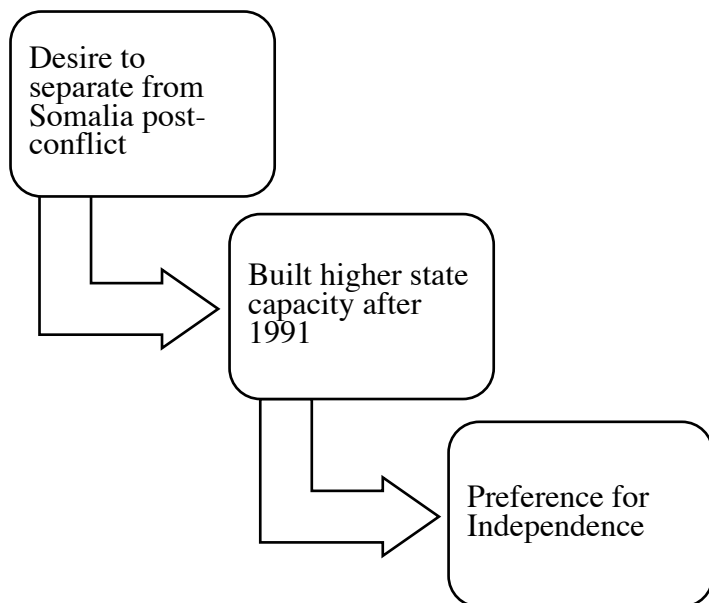 Desire to
separate from
Somalia post-
conflict
Built higher state
capacity after
1991
Preference for
Independence